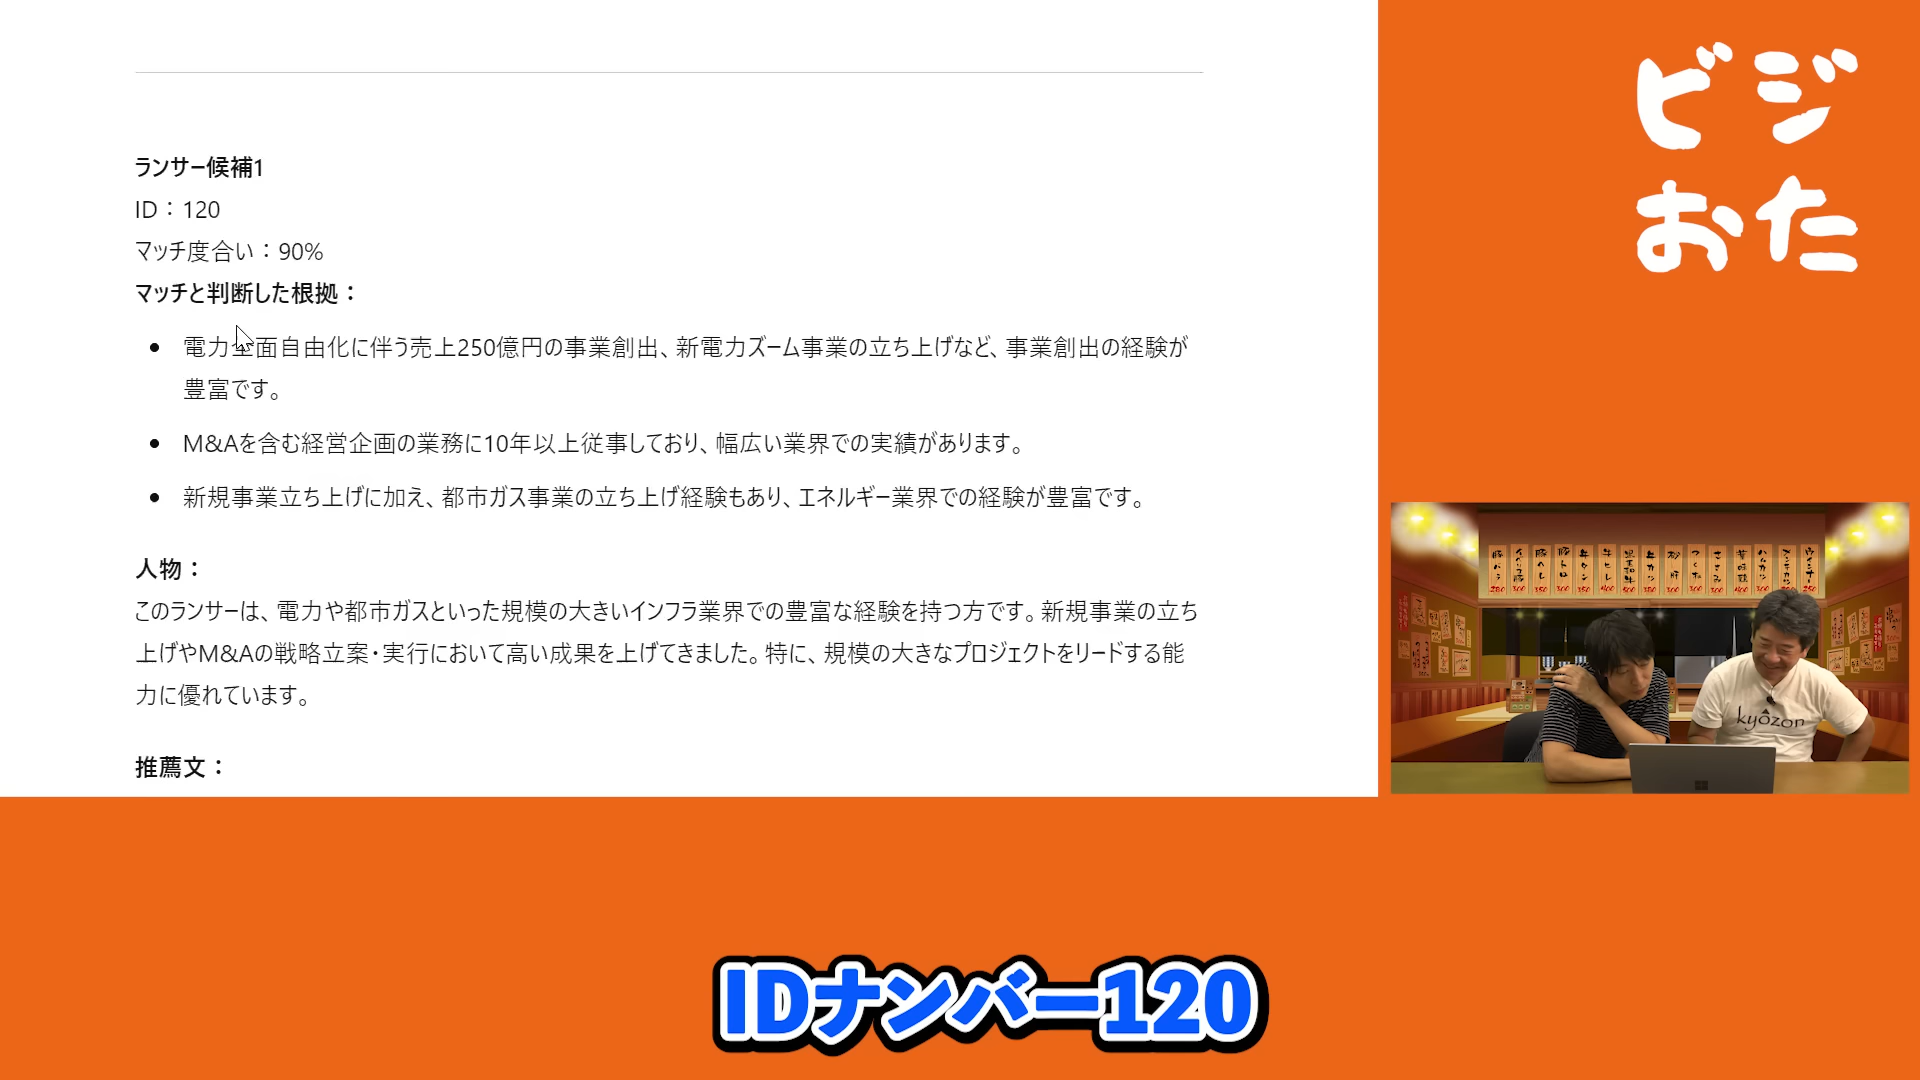 ランサー候補1
ID：120
マッチ度合い：90%
マッチと判断した根拠：
● 電力全面自由化に伴う売上250億円の事業創出、新電力ズーム事業の立ち上げなど、事業創出の経験が
豊富です。
● M&Aを含む経営企画の業務に10年以上従事しており、幅広い業界での実績があります。
● 新規事業立ち上げに加え、都市ガス事業の立ち上げ経験もあり、エネルギー業界での経験が豊富です。
人物：
このランサーは、電力や都市ガスといった規模の大きいインフラ業界での豊富な経験を持つ方です。新規事業の立ち
上げやM&Aの戦略立案・実行において高い成果を上げてきました。特に、規模の大きなプロジェクトをリードする能
力に優れています。
推薦文：
ビジ
おた
kyozon
IDナンバー120